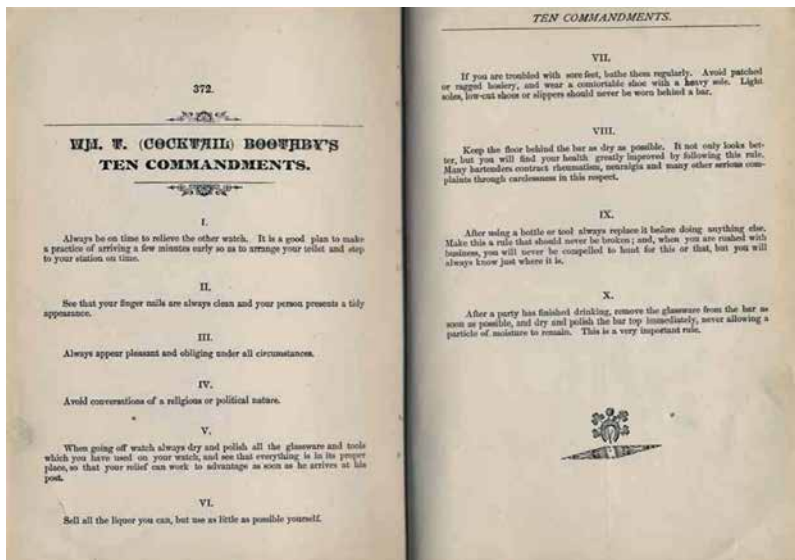 372.
WM. T. (COCKTAIL) BOOTHBY'S
TEN COMMANDMENTS.
I.
Always be on time to relieve the other watch. It is a good plan to make
a practice of arriving a few minutes early so as to arrange your toilet and step
to your station on time.
II.
See that your finger nails are always clean and your person presents a tidy
appearance.
III.
Always appear pleasant and obliging under all circumstances.
IV.
Avoid conversations of a religious or political nature.
V.
When going off watch always dry and polish all the glassware and tools
which you have used on your watch, and see that everything is in its proper
place, so that your relief can work to advantage as soon as he arrives at his
post.
VI.
Sell all the liquor you can, but use as little as possible yourself.
TEN COMMANDMENTS.
VII.
If you are troubled with sore feet, bathe them regularly. Avoid patched
or ragged hosiery, and wear a comfortable shoe with a heavy sole. Light
soles, low-cut shoes or slippers should never be worn behind a bar.
VIII.
Keep the floor behind the bar as dry as possible. It not only looks bet-
ter, but you will find your health greatly improved by following this rule.
Many bartenders contract rheumatism, neuralgia and many other serious com-
plaints through carelessness in this respect.
IX.
After using a bottle or tool always replace it before doing anything else.
Make this a rule that should never be broken; and, when you are rushed with
business, you will never be compelled to hunt for this or that, but you will
always know just where it is.
X.
After a party has finished drinking, remove the glassware from the bar as
soon as possible, and dry and polish the bar top immediately, never allowing a
particle of moisture to remain. This is a very important rule.